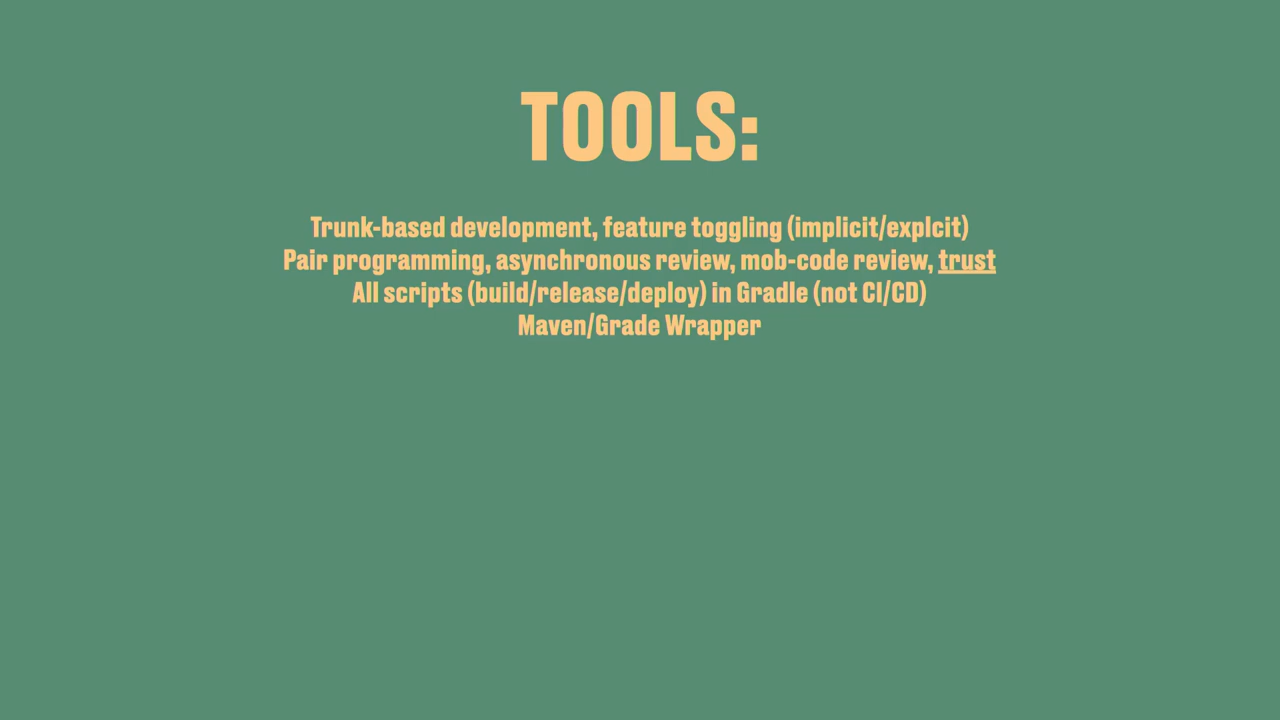 TOOLS:
Trunk-based development, feature toggling (implicit/explcit)
Pair programming, asynchronous review, mob-code review, trust
All scripts (build/release/deploy) in Gradle (not CI/CD)
Maven/Grade Wrapper